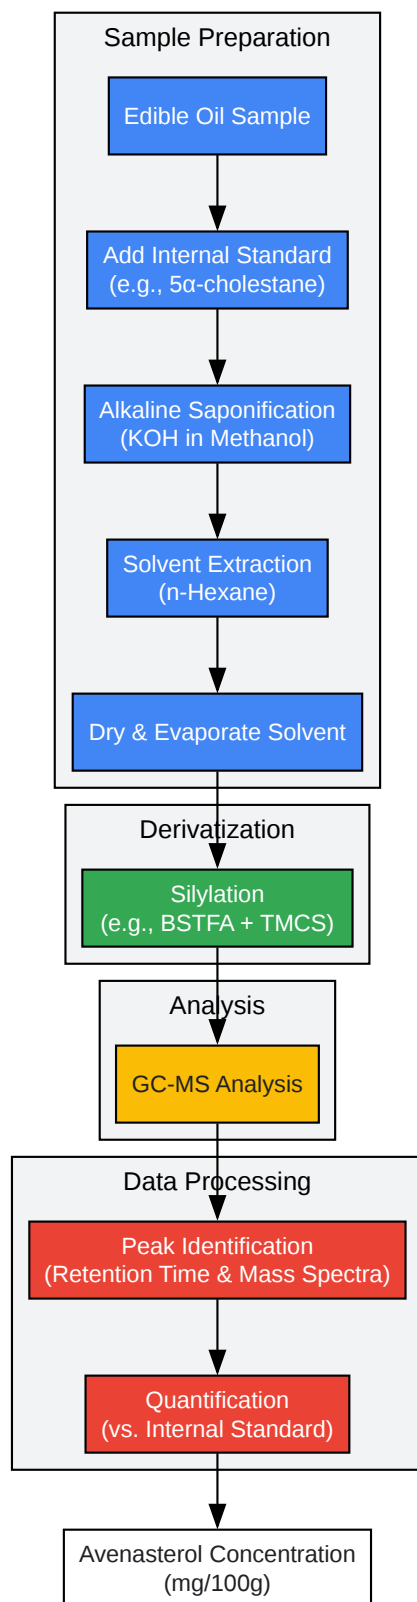 Sample Preparation
Edible Oil Sample
Add Internal Standard
(e.g., 5α-cholestane)
Alkaline Saponification
(KOH in Methanol)
Solvent Extraction
(n-Hexane)
Dry & Evaporate Solvent
Derivatization
Silylation
(e.g., BSTFA + TMCS)
Analysis
GC-MS Analysis
Data Processing
Peak Identification
(Retention Time & Mass Spectra)
Quantification
(vs. Internal Standard)
Avenasterol Concentration
(mg/100g)